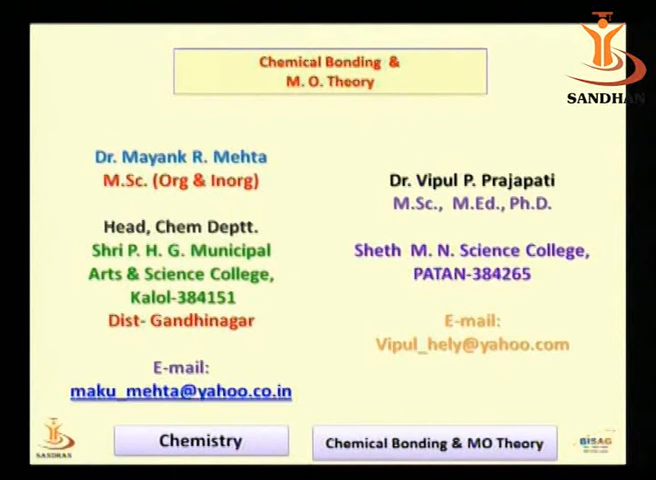 Chemical Bonding &
M. O. Theory
SANDHAN
Dr. Mayank R. Mehta
M.Sc. (Org & Inorg)
Head, Chem Deptt.
Shri P. H. G. Municipal
Arts & Science College,
Kalol-384151
Dist- Gandhinagar
E-mail:
maku_mehta@yahoo.co.in
Dr. Vipul P. Prajapati
M.Sc., M.Ed., Ph.D.
Sheth M. N. Science College,
PATAN-384265
E-mail:
Vipul_hely@yahoo.com
SANDHAN
Chemistry
Chemical Bonding & MO Theory
BISAG